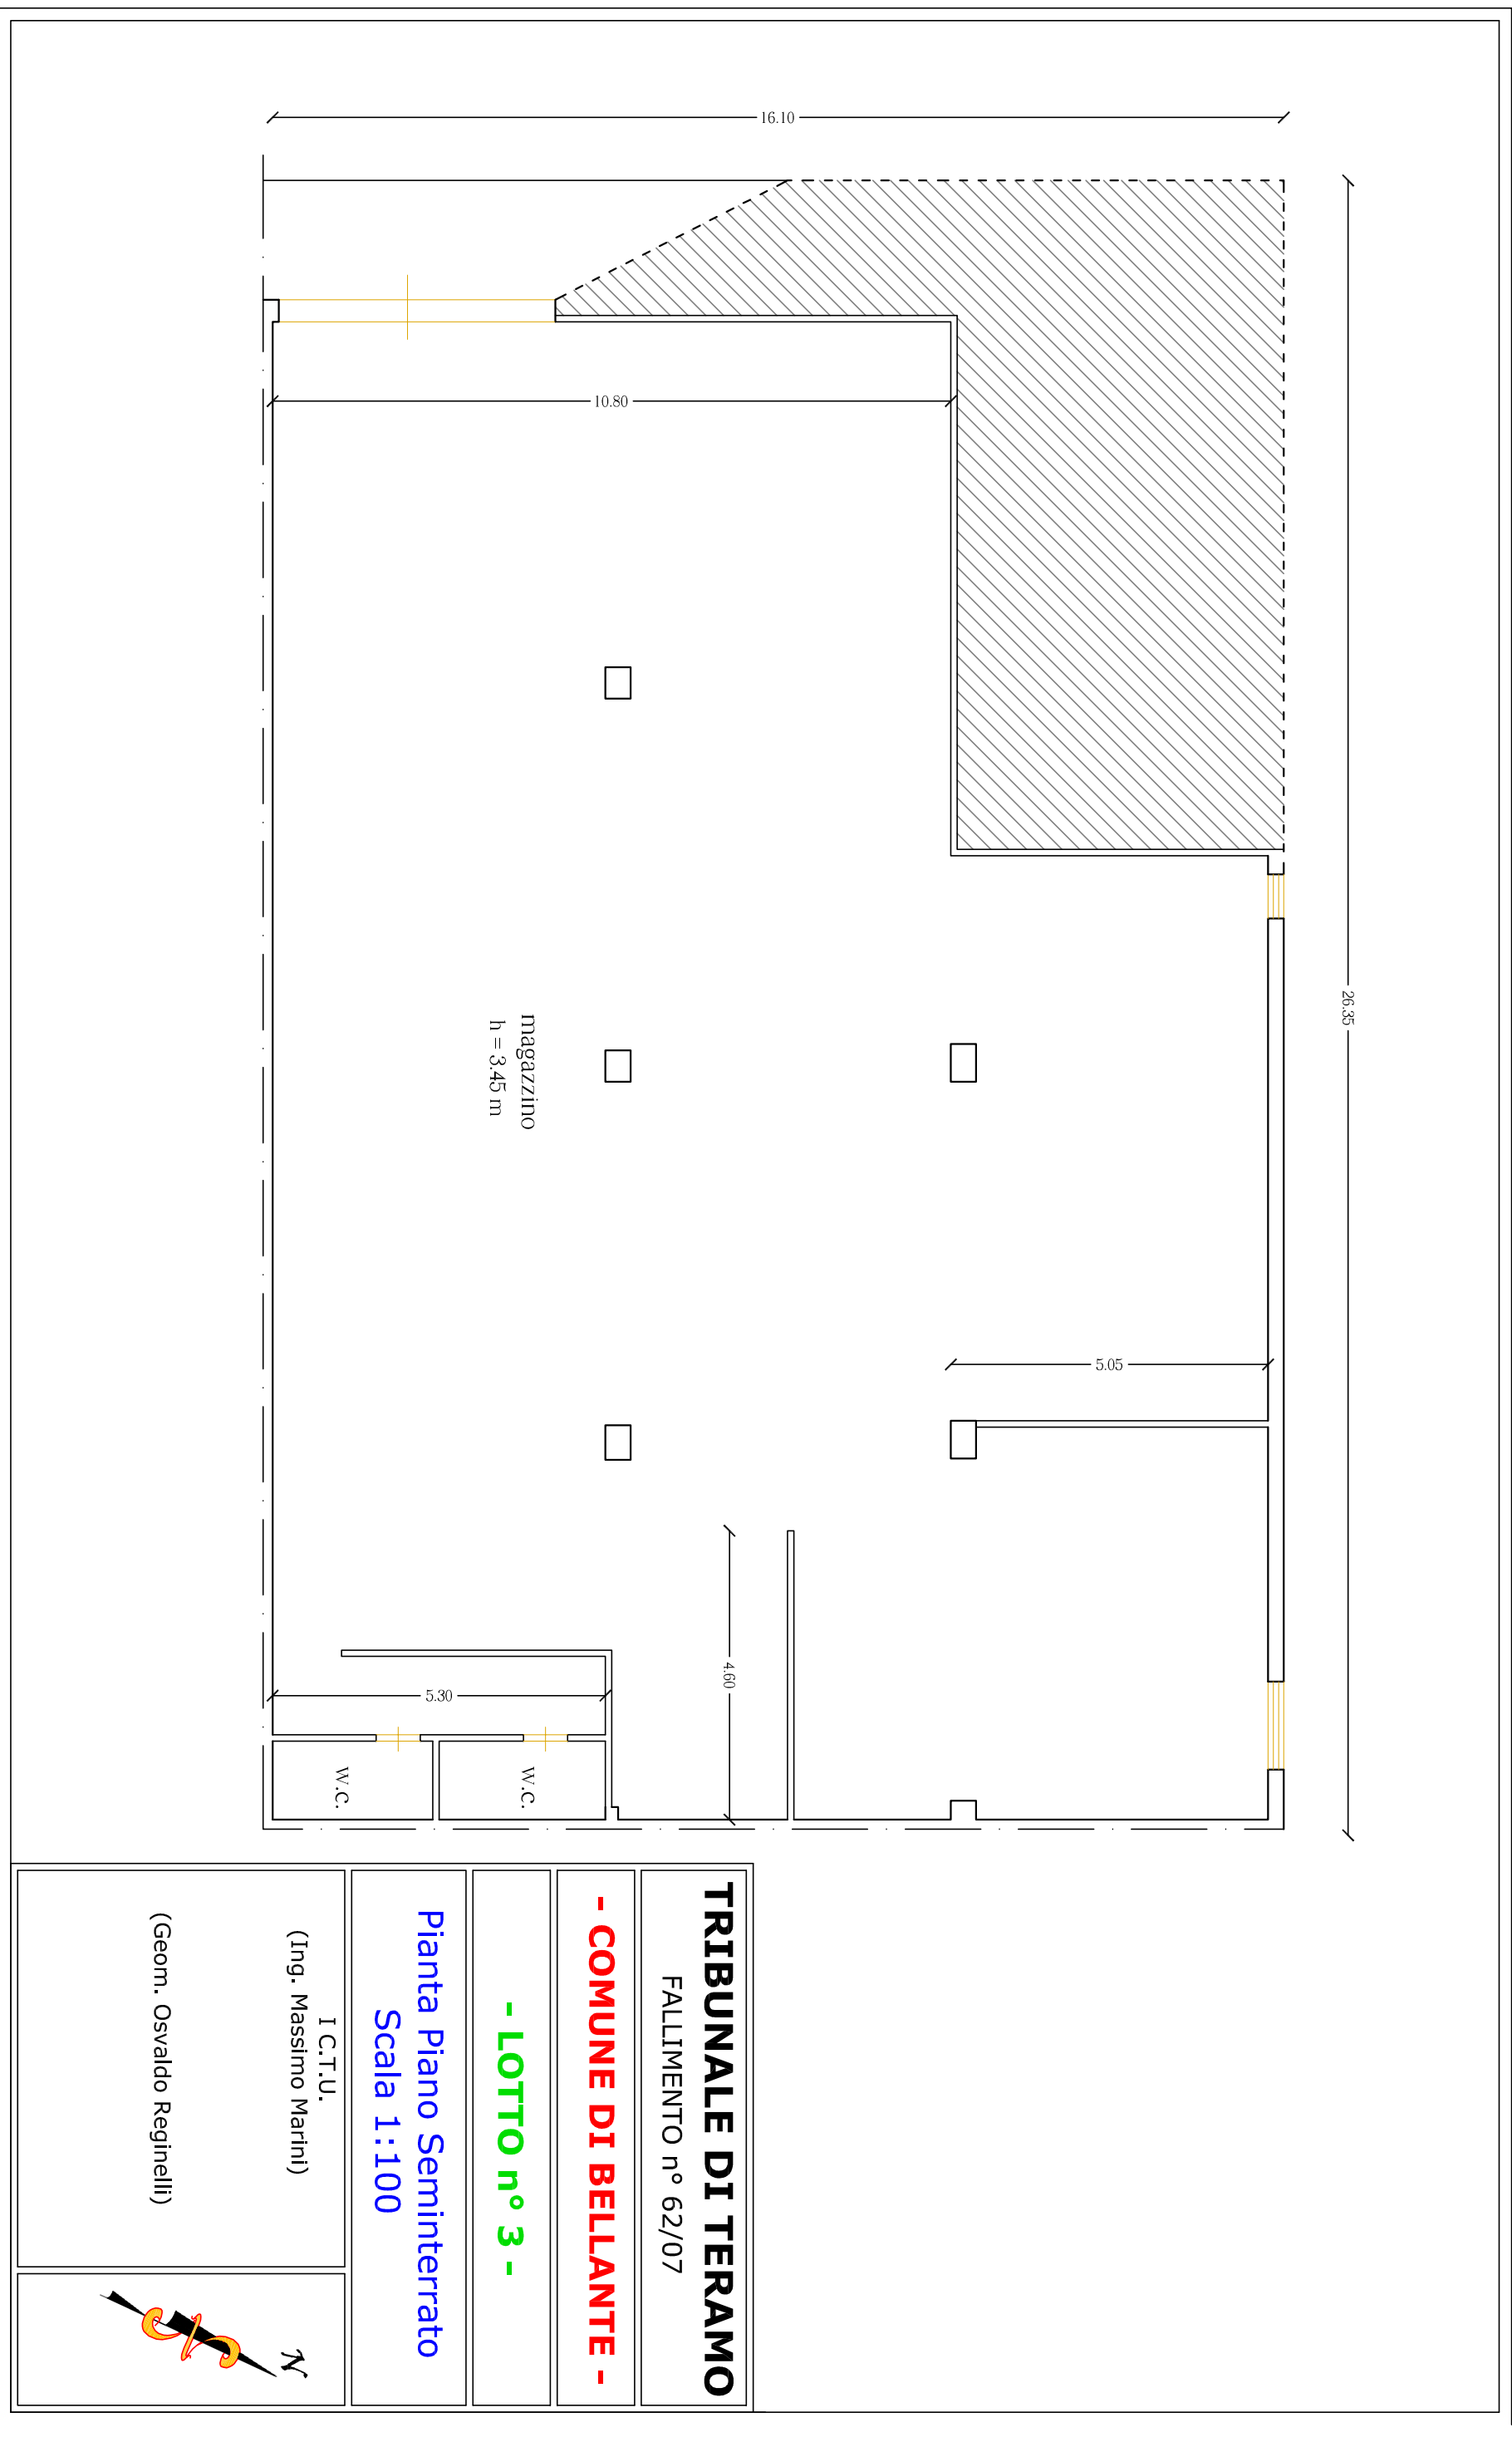 16.10
26.35
10.80
magazzino
h = 3.45 m
5.05
4.60
5.30
w.c.
w.c.
TRIBUNALE DI TERAMO
FALLIMENTO n° 62/07
- COMUNE DI BELLANTE -
- LOTTO n° 3 -
Pianta Piano Seminterrato
Scala 1:100
I C.T.U.
(Ing. Massimo Marini)
(Geom. Osvaldo Reginelli)
N